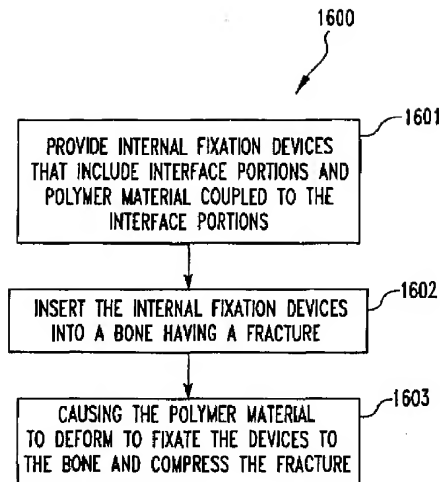 1600
1601
PROVIDE INTERNAL FIXATION DEVICES
THAT INCLUDE INTERFACE PORTIONS AND
POLYMER MATERIAL COUPLED TO THE
INTERFACE PORTIONS
1602
INSERT THE INTERNAL FIXATION DEVICES
INTO A BONE HAVING A FRACTURE
1603
CAUSING THE POLYMER MATERIAL
TO DEFORM TO FIXATE THE DEVICES TO
THE BONE AND COMPRESS THE FRACTURE